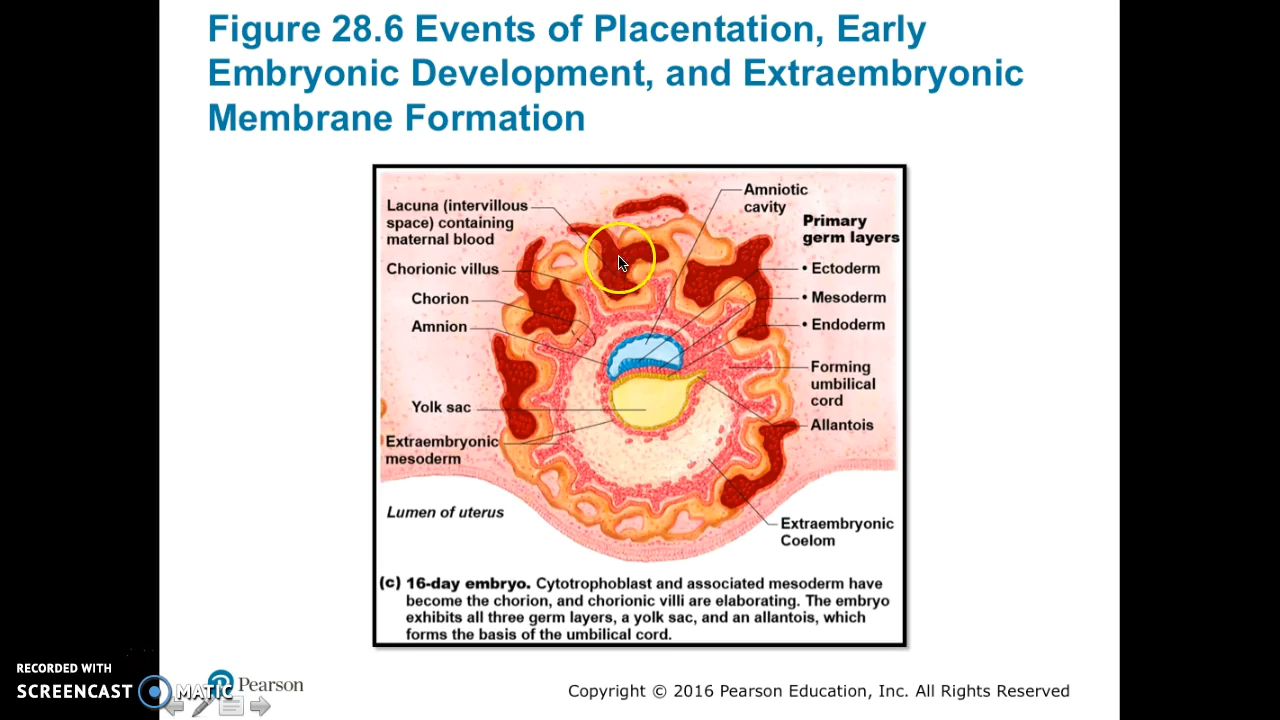 Figure 28.6 Events of Placentation, Early
Embryonic Development, and Extraembryonic
Membrane Formation
Lacuna (intervillous
space) containing
maternal blood
Chorionic villus
Chorion
Amnion
Yolk sac
Extraembryonic
mesoderm
Lumen of uterus
Amniotic
cavity
Primary
germ layers
• Ectoderm
• Mesoderm
• Endoderm
Forming
umbilical
cord
Allantois
Extraembryonic
Coelom
(c) 16-day embryo. Cytotrophoblast and associated mesoderm have
become the chorion, and chorionic villi are elaborating. The embryo
exhibits all three germ layers, a yolk sac, and an allantois, which
forms the basis of the umbilical cord.
RECORDED WITH
SCREENCAST MATIC
Pearson
Copyright © 2016 Pearson Education, Inc. All Rights Reserved